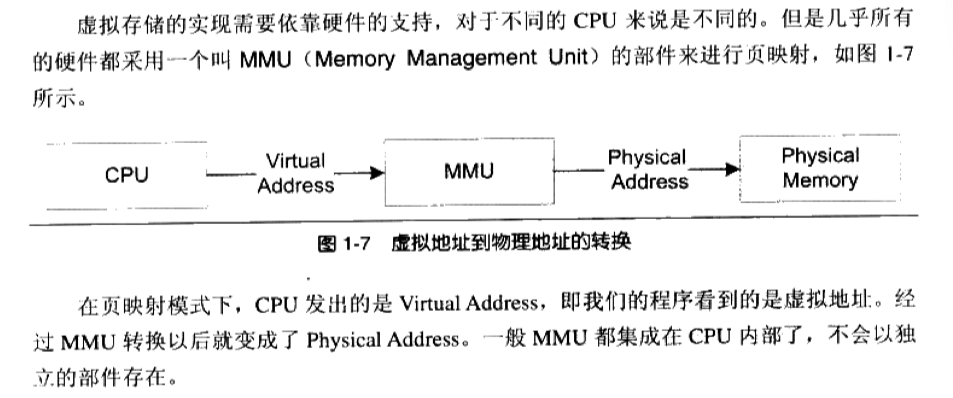 虚拟存储的实现需要依靠硬件的支持，对于不同的 CPU 来说是不同的。但是几乎所有
的硬件都采用一个叫 MMU（Memory Management Unit）的部件来进行页映射，如图 1-7
所示。
CPU
Virtual
Address
MMU
Physical
Address
Physical
Memory
图 1-7 虚拟地址到物理地址的转换
在页映射模式下，CPU 发出的是 Virtual Address，即我们的程序看到的是虚拟地址。经
过 MMU 转换以后就变成了 Physical Address。一般 MMU 都集成在 CPU 内部了，不会以独
立的部件存在。